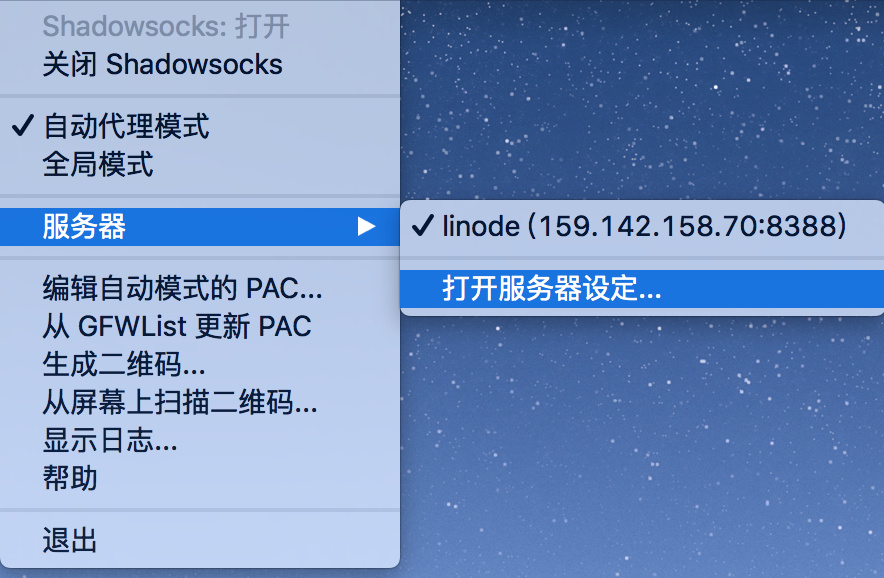 Shadowsocks: 打开
关闭 Shadowsocks
自动代理模式
全局模式
服务器
linode (159.142.158.70:8388)
打开服务器设定...
编辑自动模式的 PAC...
从 GFWList 更新 PAC
生成二维码...
从屏幕上扫描二维码...
显示日志...
帮助
退出